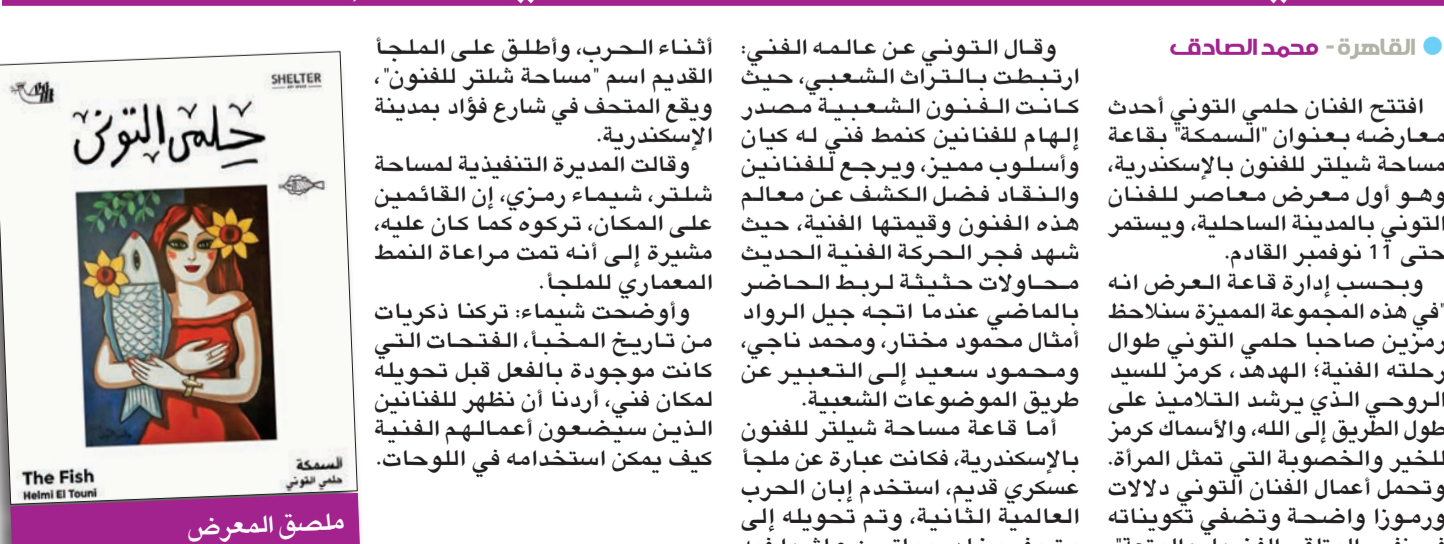 القاهرة - محمد الصادق
افتتح الفنان حلمي التوني أحدث
معارضه بعنوان "السمكة" بقاعة
مساحة شيلتر للفنون بالإسكندرية،
وهو أول معرض معاصر للفنان
التوني بالمدينة الساحلية، ويستمر
حتى 11 نوفمبر القادم.
وبحسب إدارة قاعة العرض انه
"في هذه المجموعة المميزة سنلاحظ
رمزين صاحبا حلمي التوني طوال
رحلته الفنية؛ الهدهد، كرمز للسيد
الروحي الذي يرشد التلاميذ على
طول الطريق إلى الله، والأسماك كرمز
للخير والخصوبة التي تمثل المرأة.
وتحمل أعمال الفنان التوني دلالات
ورموزا واضحة وتضفي تكويناته
وقال التوني عن عالمه الفني:
ارتبطت بالتراث الشعبي، حيث
كانت الفنون الشعبية مصدر
إلهام للفنانين كنمط فني له كيان
وأسلوب مميز، ويرجع للفنانين
والنقاد فضل الكشف عن معالم
هذه الفنون وقيمتها الفنية، حيث
شهد فجر الحركة الفنية الحديث
محاولات حثيثة لربط الحاضر
بالماضي عندما اتجه جيل الرواد
أمثال محمود مختار، ومحمد ناجي،
ومحمود سعيد إلى التعبير عن
طريق الموضوعات الشعبية.
أما قاعة مساحة شيلتر للفنون
بالإسكندرية، فكانت عبارة عن ملجأ
عسكري قديم، استخدم إبان الحرب
العالمية الثانية، وتم تحويله إلى
أثناء الحرب، وأطلق على الملجأ
القديم اسم "مساحة شلتر للفنون"،
ويقع المتحف في شارع فؤاد بمدينة
الإسكندرية.
وقالت المديرة التنفيذية لمساحة
شلتر، شيماء رمزي، إن القائمين
على المكان، تركوه كما كان عليه،
مشيرة إلى أنه تمت مراعاة النمط
المعماري للملجأ.
وأوضحت شيماء: تركنا ذكريات
من تاريخ المخبأ، الفتحات التي
كانت موجودة بالفعل قبل تحويله
لمكان فني، أردنا أن نظهر للفنانين
الذين سيضعون أعمالهم الفنية
كيف يمكن استخدامه في اللوحات.
SHELTER
حلمى التونى
السمكة
حلمي التوني
The Fish
Helmi El Touni
ملصق المعرض